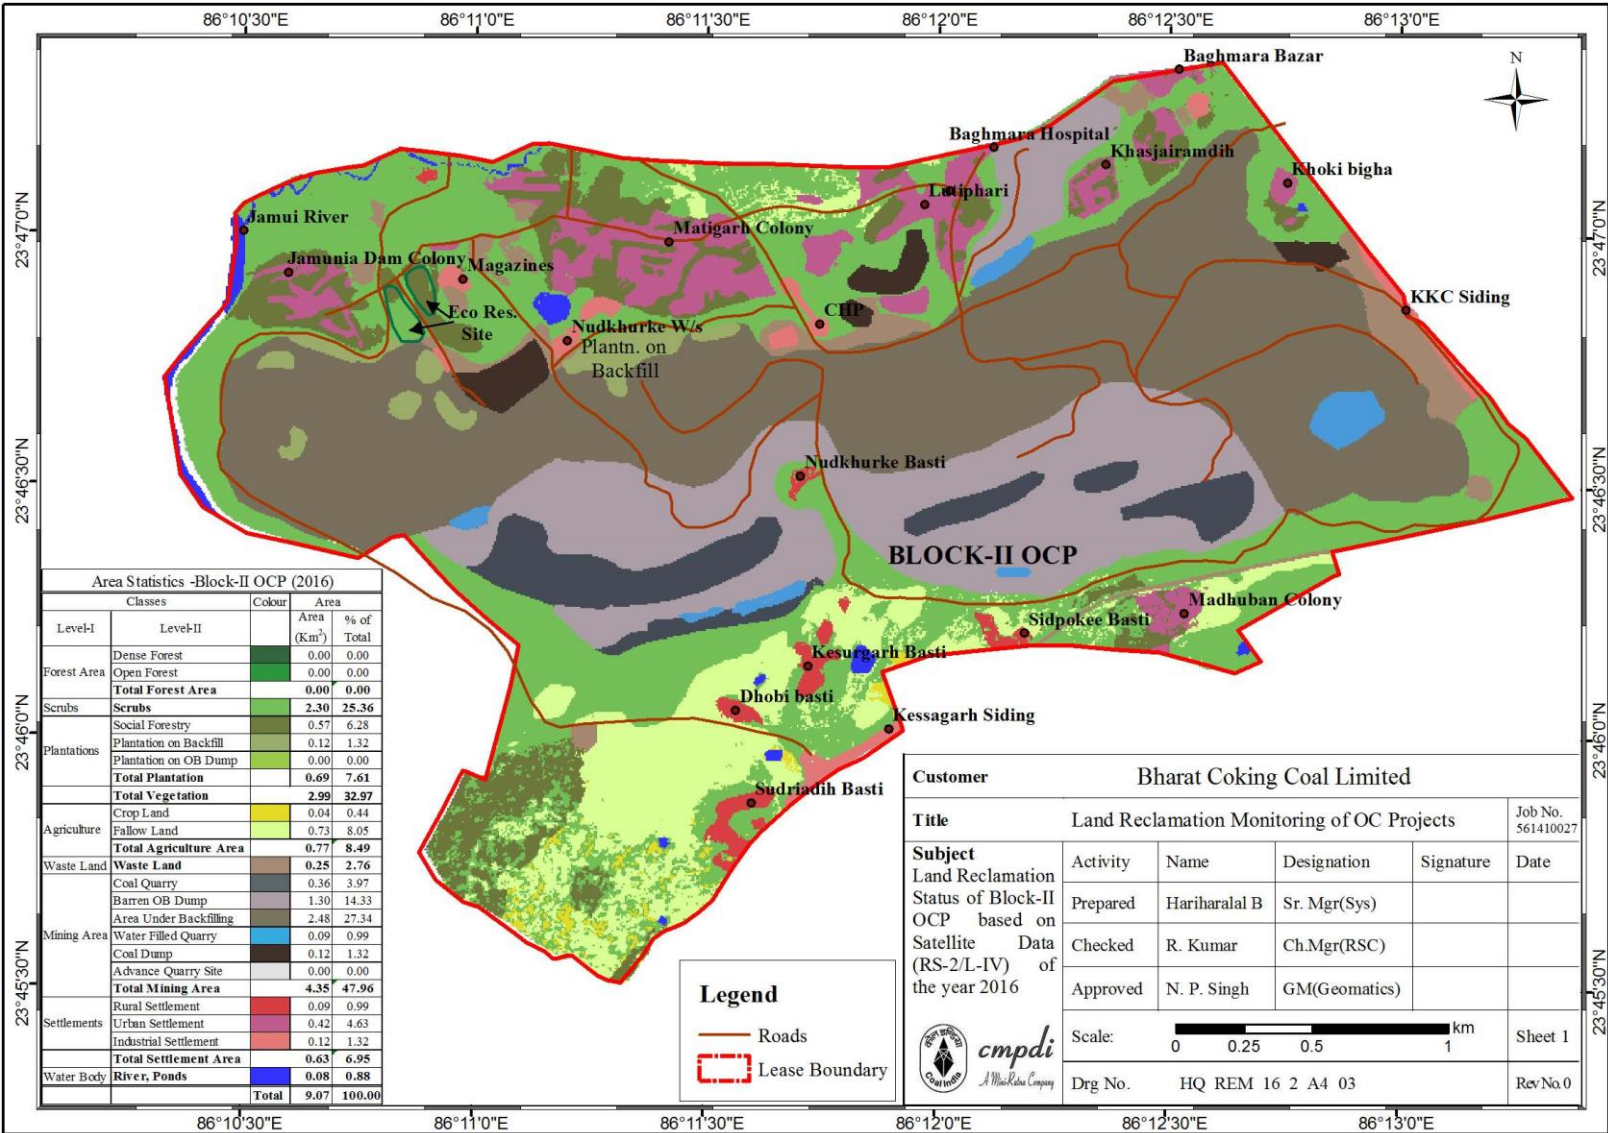 86°10'30"E 86°11'0"E 86°11'30"E 86°12'0"E 86°12'30"E 86°13'0"E
N
Baghmara Bazar
Baghmara Hospital
Khasjairamdih
Khoki bigha
Lutiphari
Jamui River
Matigarh Colony
Jamunia Dam Colony
Magazines
KKC Siding
Eco Res.
Site
CHP
Nudkhurke W/s
Plantn. on
Backfill
Nudkhurke Basti
BLOCK-II OCP
Madhuban Colony
Sidpokee Basti
Kesurgarh Basti
Dhobi basti
Kessagarh Siding
Sudriadih Basti
23°47'0"N
23°46'30"N
23°46'0"N
23°45'30"N
23°47'0"N
23°46'30"N
23°46'0"N
23°45'30"N
Area Statistics -Block-II OCP (2016)
Classes Colour Area
Level-I Level-II Area (Km2) % of Total
Forest Area Dense Forest 0.00 0.00
Open Forest 0.00 0.00
Total Forest Area 0.00 0.00
Scrubs Scrubs 2.30 25.36
Plantations Social Forestry 0.57 6.28
Plantation on Backfill 0.12 1.32
Plantation on OB Dump 0.00 0.00
Total Plantation 0.69 7.61
Total Vegetation 2.99 32.97
Agriculture Crop Land 0.04 0.44
Fallow Land 0.73 8.05
Total Agriculture Area 0.77 8.49
Waste Land Waste Land 0.25 2.76
Mining Area Coal Quarry 0.36 3.97
Barren OB Dump 1.30 14.33
Area Under Backfilling 2.48 27.34
Water Filled Quarry 0.09 0.99
Coal Dump 0.12 1.32
Advance Quarry Site 0.00 0.00
Total Mining Area 4.35 47.96
Settlements Rural Settlement 0.09 0.99
Urban Settlement 0.42 4.63
Industrial Settlement 0.12 1.32
Total Settlement Area 0.63 6.95
Water Body River, Ponds 0.08 0.88
Total 9.07 100.00
Legend
Roads
Lease Boundary
Customer Bharat Coking Coal Limited
Title Land Reclamation Monitoring of OC Projects Job No.
561410027
Subject
Land Reclamation
Status of Block-II
OCP based on
Satellite Data
(RS-2/L-IV) of
the year 2016
Activity Name Designation Signature Date
Prepared Hariharalal B Sr. Mgr(Sys)
Checked R. Kumar Ch.Mgr(RSC)
Approved N. P. Singh GM(Geomatics)
Coal India
cmpdi
A Mini Ratna Company
Scale: 0 0.25 0.5 1 km Sheet 1
Drg No. HQ REM 16 2 A4 03 Rev No. 0
86°10'30"E 86°11'0"E 86°11'30"E 86°12'0"E 86°12'30"E 86°13'0"E